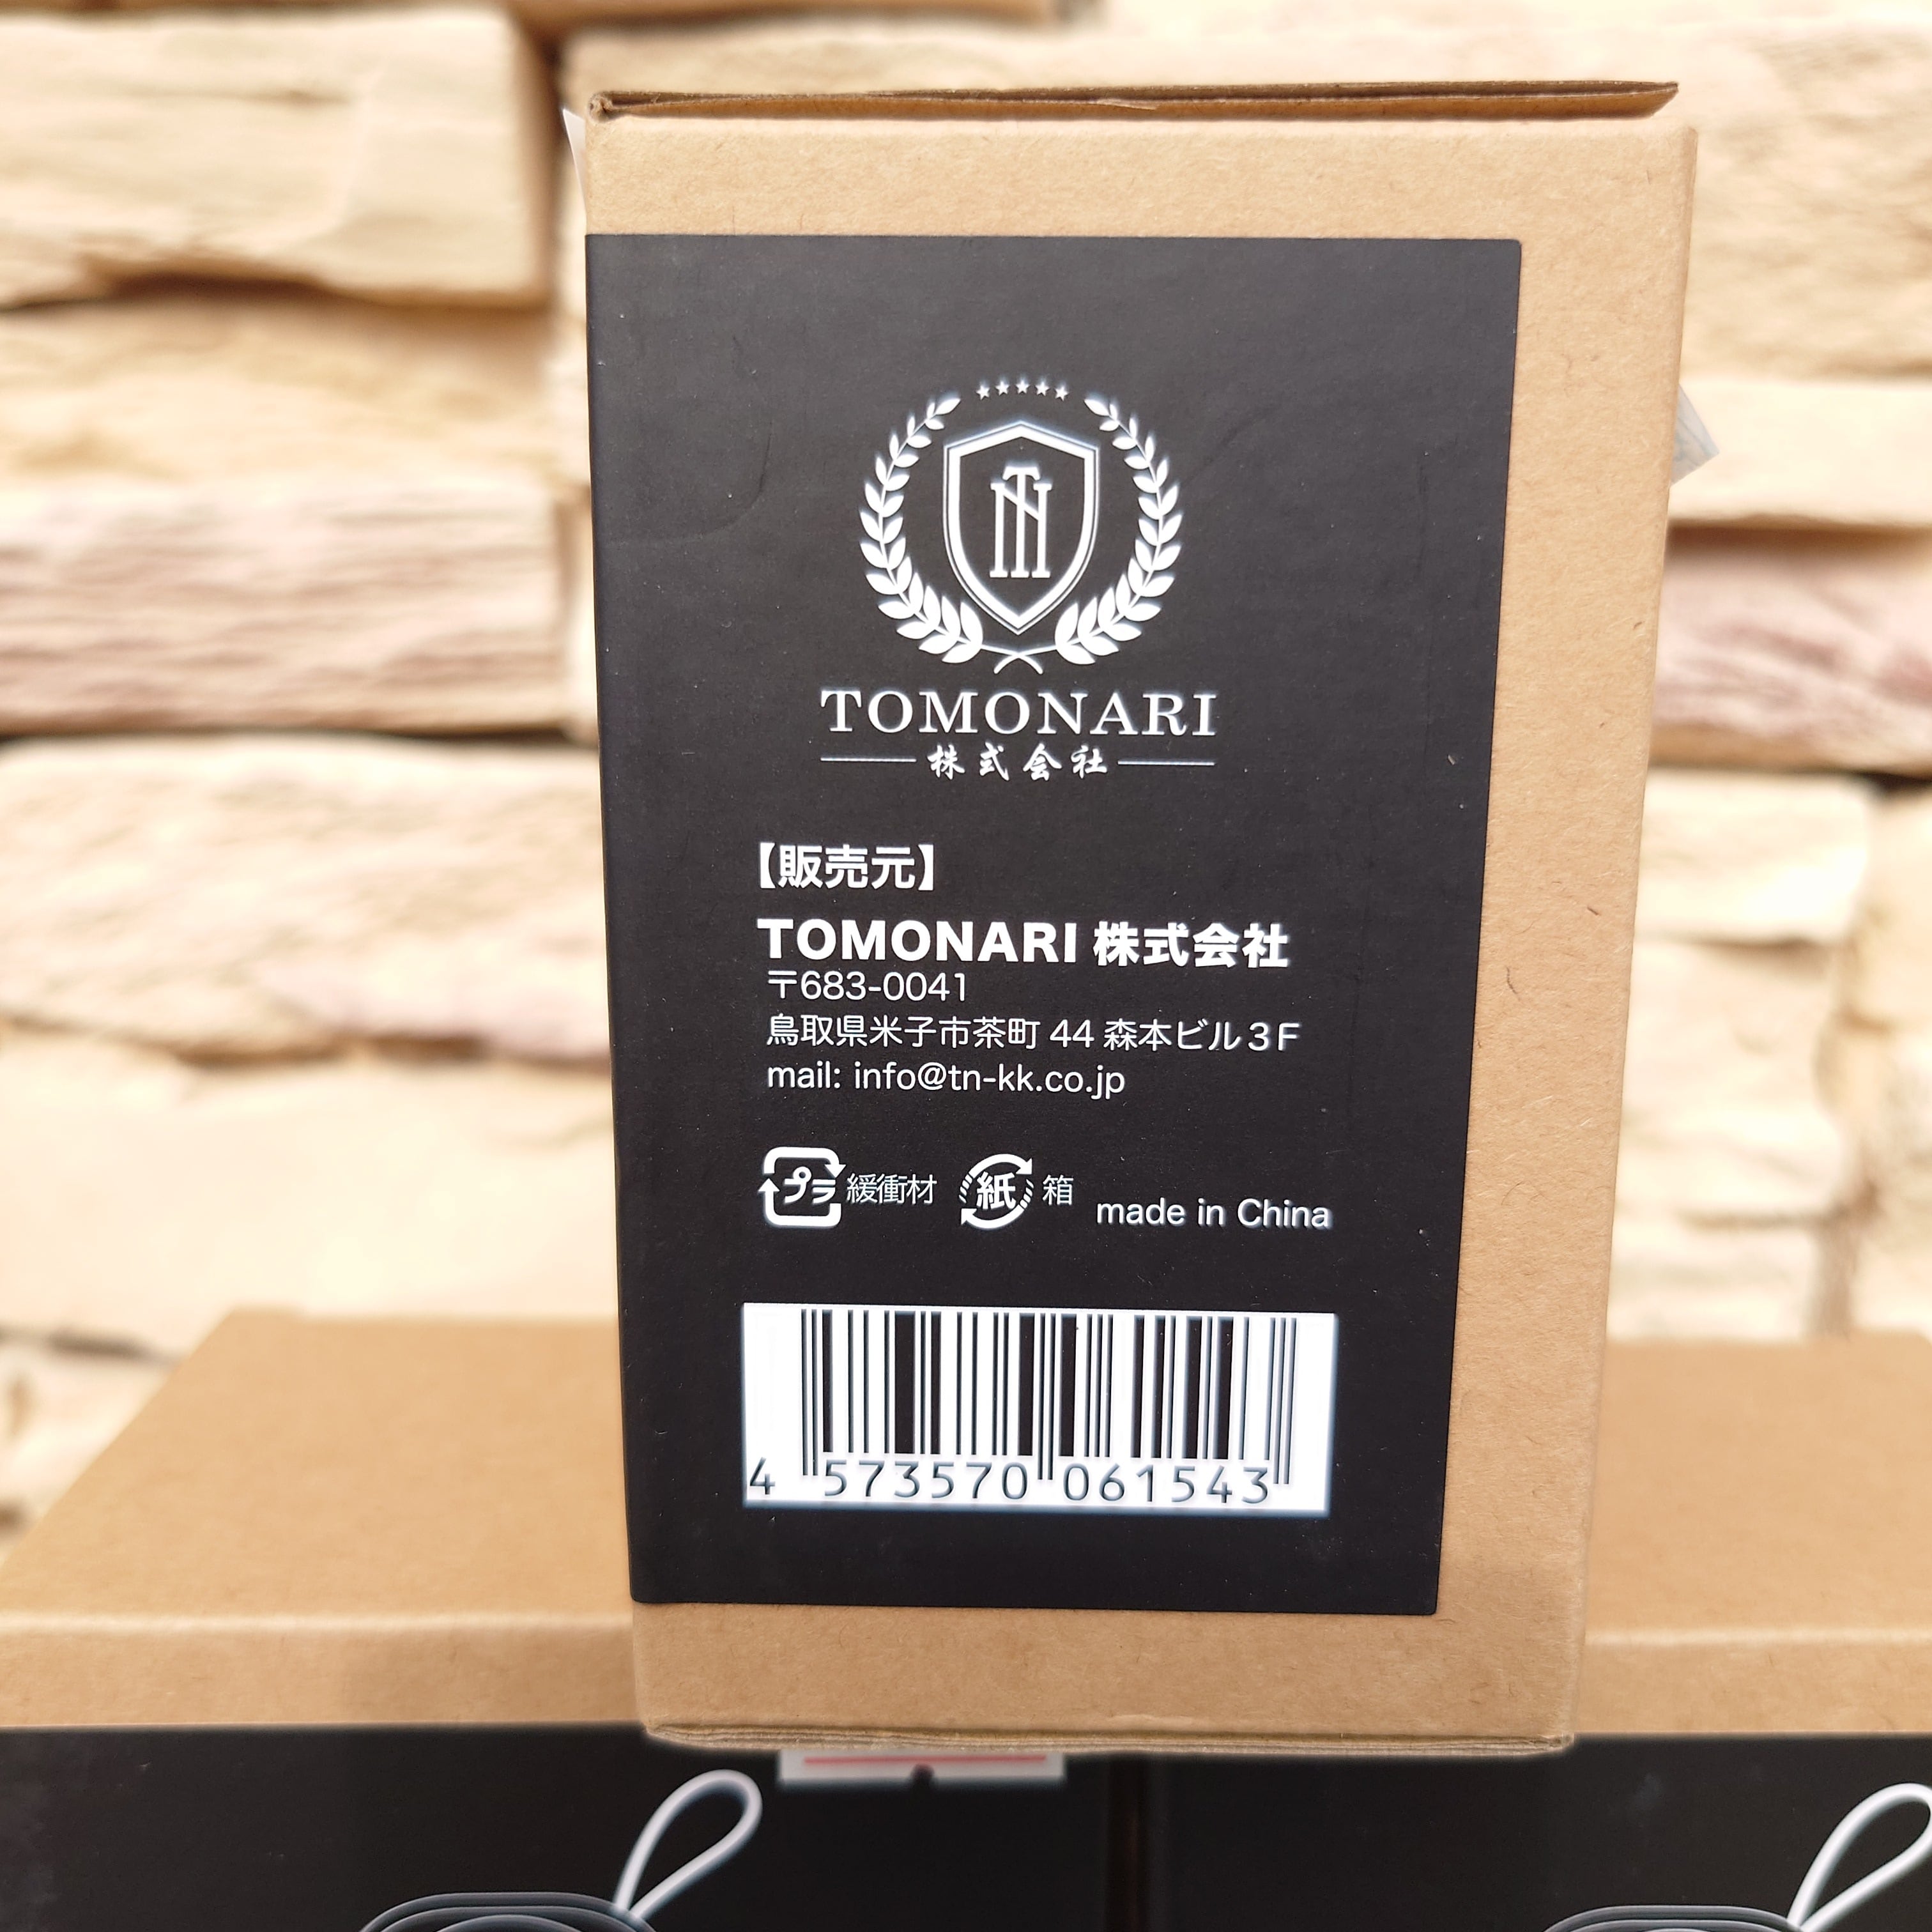 TN
TOMONARI
株式会社
【販売元】
TOMONARI 株式会社
〒683-0041
鳥取県米子市茶町 44 森本ビル3F
mail: info@tn-kk.co.jp
プラ 緩衝材 紙 箱 made in China
4 573570 061543